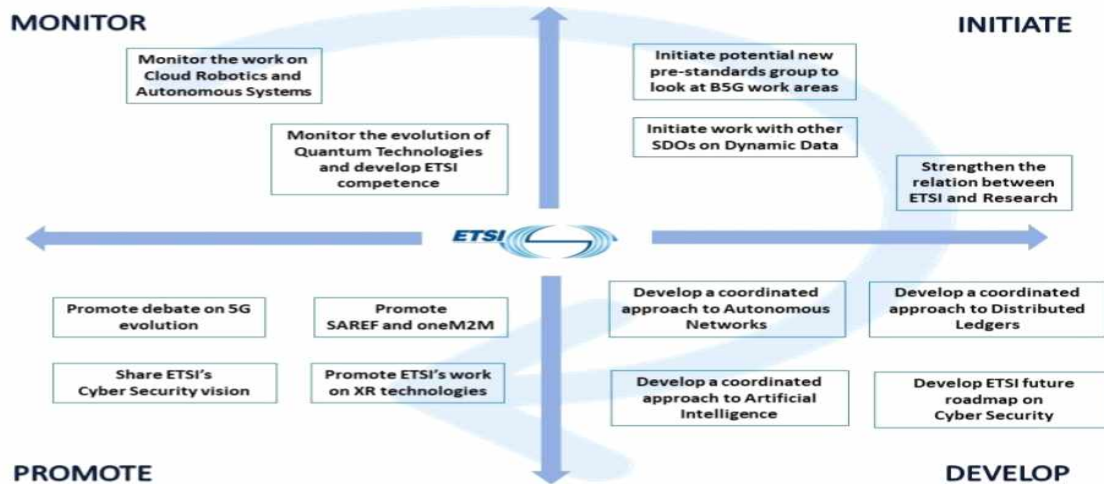 MONITOR
INITIATE
Monitor the work on
Cloud Robotics and
Autonomous Systems
Monitor the evolution of
Quantum Technologies
and develop ETSI
competence
Initiate potential new
pre-standards group to
look at B5G work areas
Initiate work with other
SDOs on Dynamic Data
Strengthen the
relation between
ETSI and Research
ETSI
Promote debate on 5G
evolution
Promote
SAREF and oneM2M
Share ETSI's
Cyber Security vision
Promote ETSI's work
on XR technologies
Develop a coordinated
approach to Autonomous
Networks
Develop a coordinated
approach to Distributed
Ledgers
Develop a coordinated
approach to Artificial
Intelligence
Develop ETSI future
roadmap on
Cyber Security
PROMOTE
DEVELOP